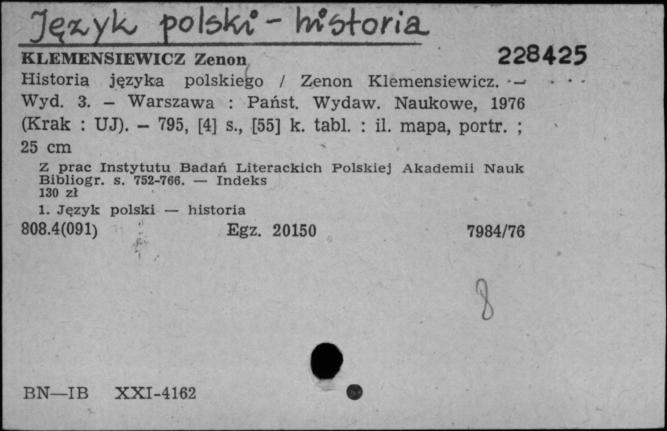 Język polski - historia
KLEMENSIEWICZ Zenon 228425
Historia języka polskiego / Zenon Klemensiewicz. —
Wyd. 3. — Warszawa : Państ. Wydaw. Naukowe, 1976
(Krak : UJ). — 795, [4] s., [55] k. tabl. : il. mapa, portr. ;
25 cm
Z prac Instytutu Badań Literackich Polskiej Akademii Nauk
Bibliogr. s. 752-766. — Indeks
130 zł
1. Język polski — historia
808.4(091) Egz. 20150 7984/76
8
BN—IB XXI-4162